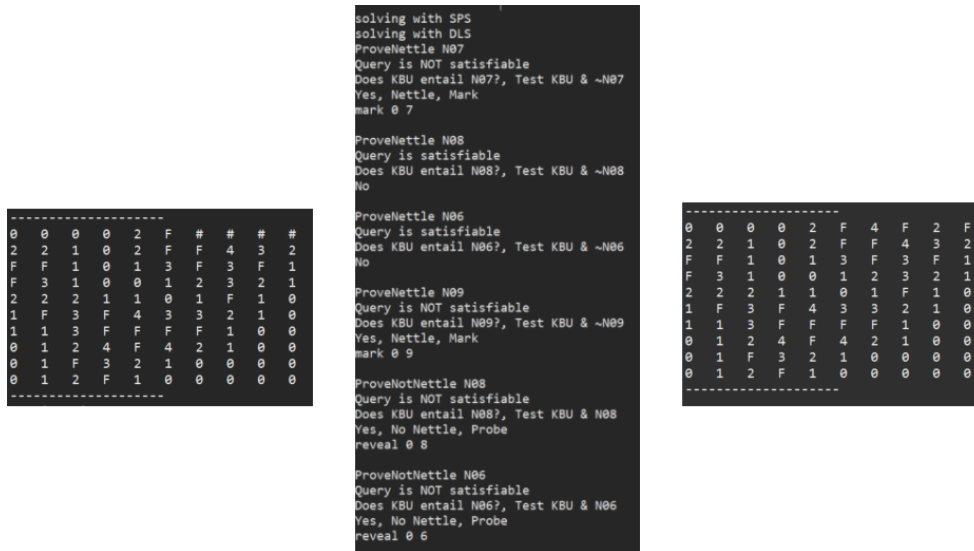 ---------------------
0 0 0 0 2 F # # # #
2 2 1 0 2 F F 4 3 2
F F 1 0 1 3 F 3 F 1
F 3 1 0 0 1 2 3 2 1
2 2 2 1 1 0 1 F 1 0
1 F 3 F 4 3 3 2 1 0
1 1 3 F F F F 1 0 0
0 1 2 4 F 4 2 1 0 0
0 1 F 3 2 1 0 0 0 0
0 1 2 F 1 0 0 0 0 0
---------------------
solving with SPS
solving with DLS
ProveNettle N07
Query is NOT satisfiable
Does KBU entail N07?, Test KBU & ~N07
Yes, Nettle, Mark
mark 0 7
ProveNettle N08
Query is satisfiable
Does KBU entail N08?, Test KBU & ~N08
No
ProveNettle N06
Query is satisfiable
Does KBU entail N06?, Test KBU & ~N06
No
ProveNettle N09
Query is NOT satisfiable
Does KBU entail N09?, Test KBU & ~N09
Yes, Nettle, Mark
mark 0 9
ProveNotNettle N08
Query is NOT satisfiable
Does KBU entail N08?, Test KBU & N08
Yes, No Nettle, Probe
reveal 0 8
ProveNotNettle N06
Query is NOT satisfiable
Does KBU entail N06?, Test KBU & N06
Yes, No Nettle, Probe
reveal 0 6
---------------------
0 0 0 0 2 F 4 F 2 F
2 2 1 0 2 F F 4 3 2
F F 1 0 1 3 F 3 F 1
F 3 1 0 0 1 2 3 2 1
2 2 2 1 1 0 1 F 1 0
1 F 3 F 4 3 3 2 1 0
1 1 3 F F F F 1 0 0
0 1 2 4 F 4 2 1 0 0
0 1 F 3 2 1 0 0 0 0
0 1 2 F 1 0 0 0 0 0
---------------------